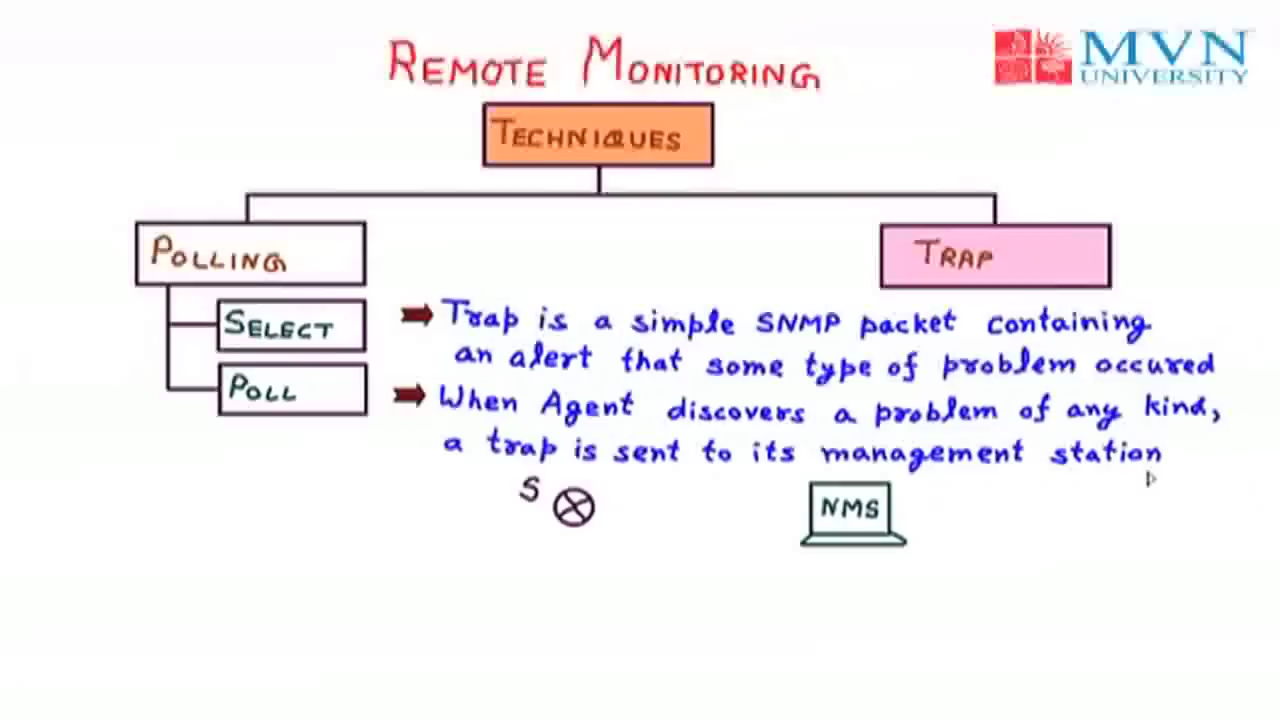 REMOTE MONITORING
MVN
UNIVERSITY
TECHNIQUES
POLLING
TRAP
SELECT
POLL
Trap is a simple SNMP packet containing
an alert that some type of problem occured
When Agent discovers a problem of any kind,
a trap is sent to its management station
S
NMS